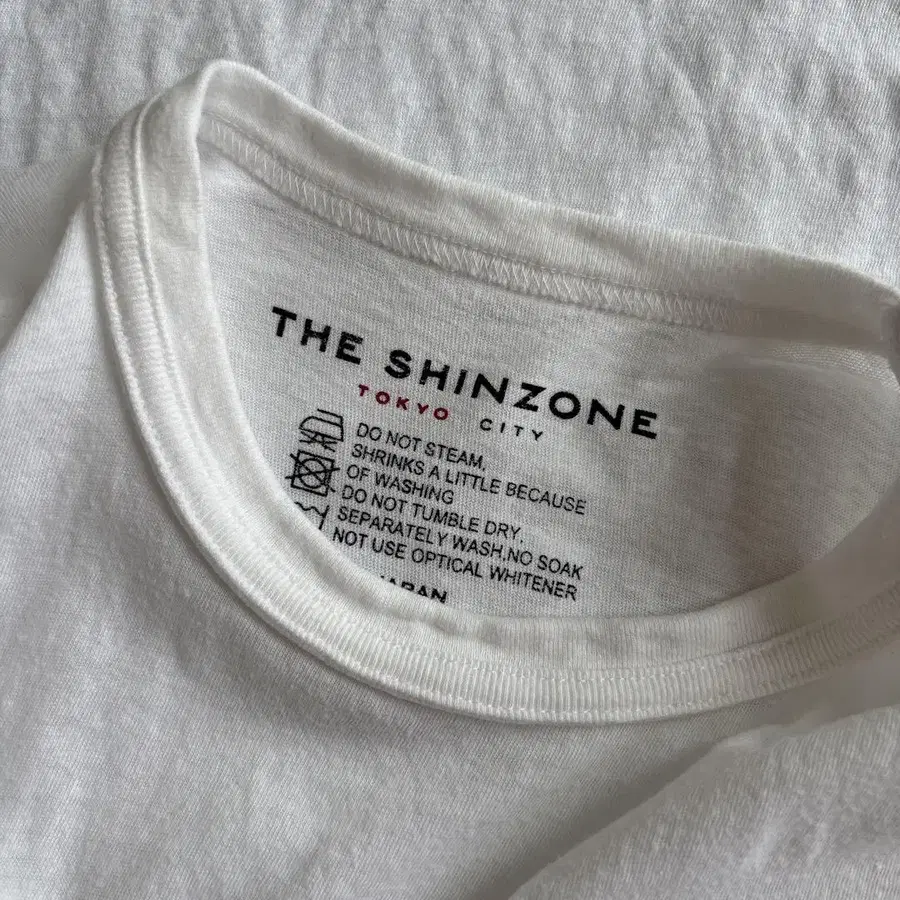 THE SHINZONE
TOKYO CITY
DO NOT STEAM,
SHRINKS A LITTLE BECAUSE
OF WASHING
DO NOT TUMBLE DRY.
SEPARATELY WASH,NO SOAK
NOT USE OPTICAL WHITENER
JAPAN